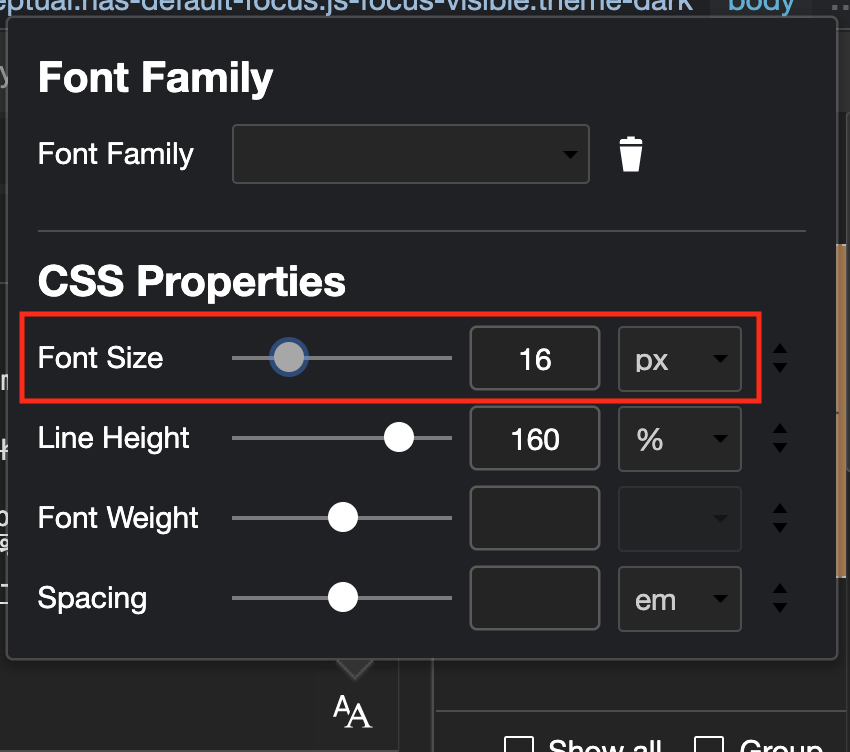 eptual.has-default-focus.js-focus-visible.theme-dark body
Font Family
Font Family
CSS Properties
Font Size 16 px
Line Height 160 %
Font Weight
Spacing em
AA
Show all Group